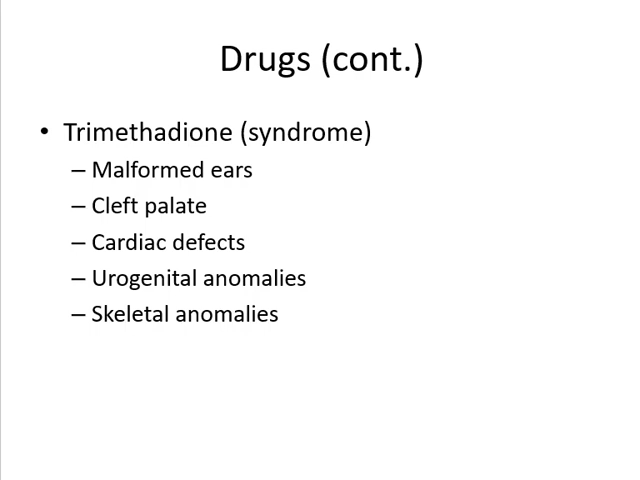 Drugs (cont.)
• Trimethadione (syndrome)
– Malformed ears
– Cleft palate
– Cardiac defects
– Urogenital anomalies
– Skeletal anomalies